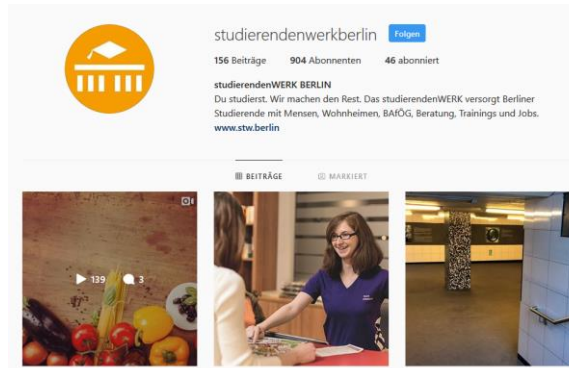 studierendenwerkberlin Folgen
156 Beiträge 904 Abonnenten 46 abonniert
studierendenWERK BERLIN
Du studierst. Wir machen den Rest. Das studierendenWERK versorgt Berliner
Studierende mit Mensen, Wohnheimen, BAfÖG, Beratung, Trainings und Jobs.
www.stw.berlin
BEITRÄGE MARKIERT
139 3